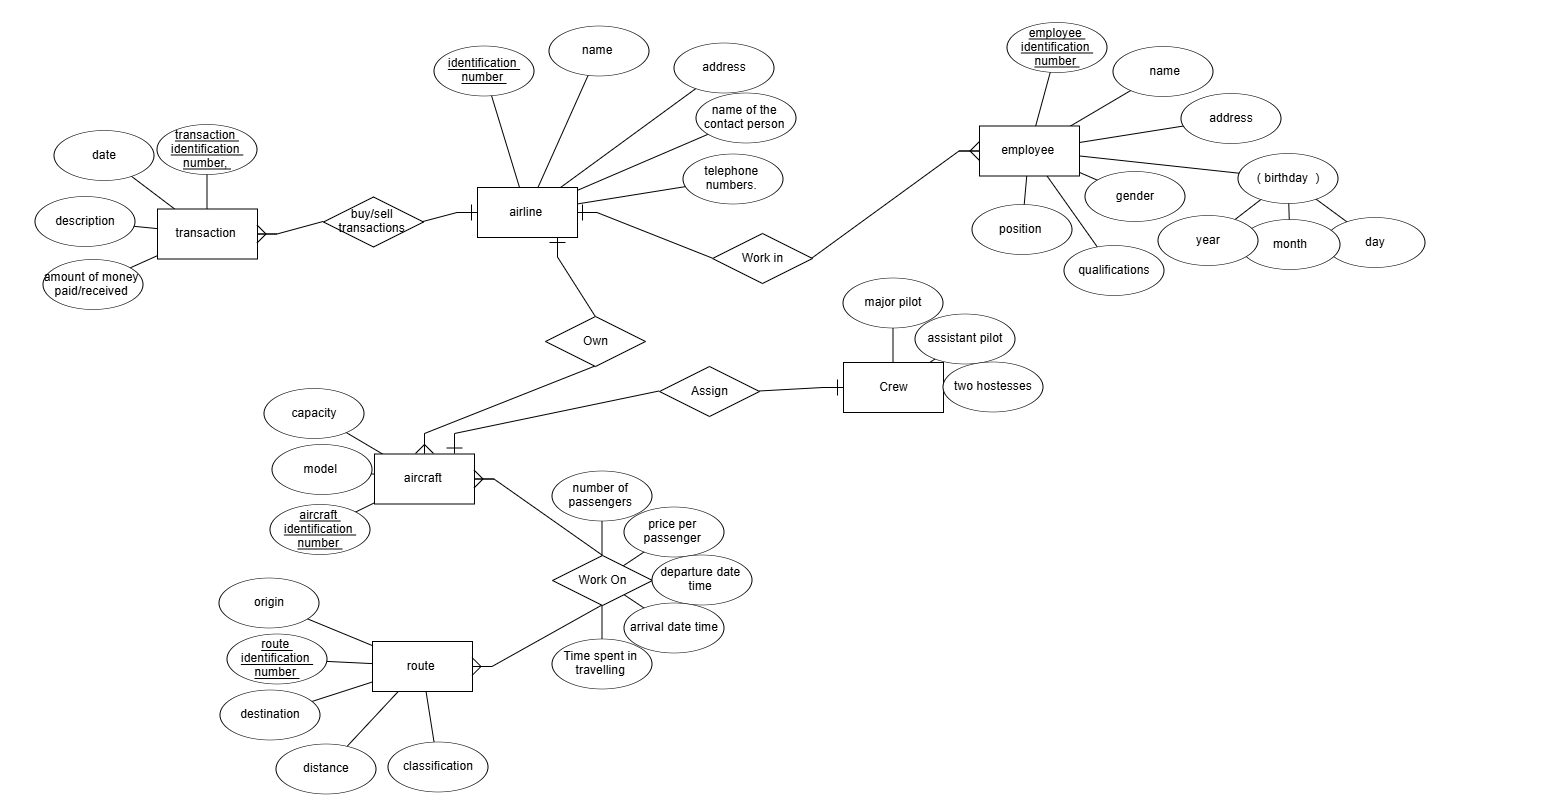 identification
number
name
address
name of the
contact person
telephone
numbers.
airline
employee
identification
number
name
address
( birthday  )
year
month
day
gender
qualifications
position
employee
transaction
identification
number.
date
description
amount of money
paid/received
transaction
buy/sell
transactions
Work in
Own
Assign
major pilot
assistant pilot
two hostesses
Crew
capacity
model
aircraft
identification
number
aircraft
number of
passengers
price per
passenger
departure date
time
arrival date time
Time spent in
travelling
Work On
origin
route
identification
number
destination
distance
classification
route